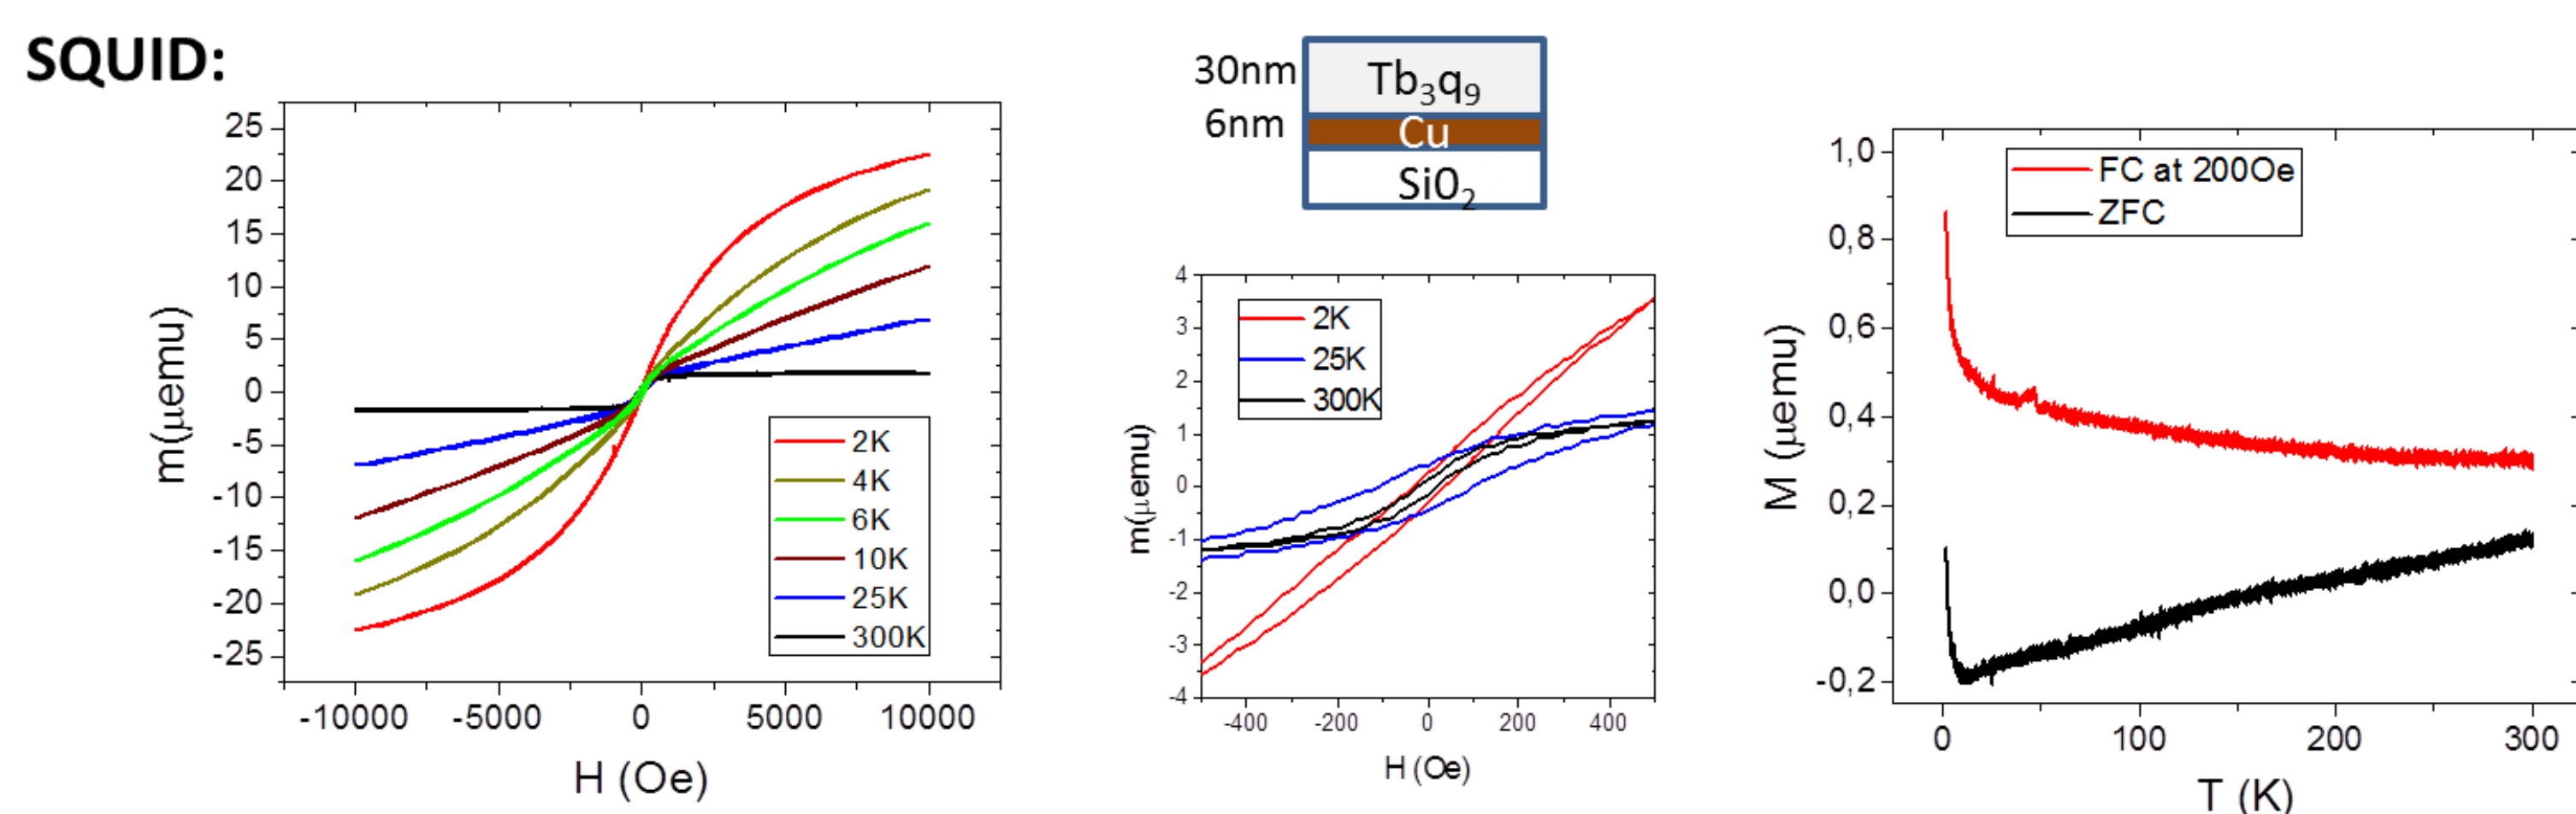 SQUID:
25
20
15
10
5
0
-5
-10
-15
-20
-25
m(μemu)
-10000 -5000 0 5000 10000
H (Oe)
2K
4K
6K
10K
25K
300K
30nm
6nm
Tb₃q₉
Cu
Si0₂
4
3
2
1
0
-1
-2
-3
-4
m(μemu)
2K
25K
300K
-400 -200 0 200 400
H (Oe)
1,0
0,8
0,6
0,4
0,2
0,0
-0,2
M (μemu)
FC at 200Oe
ZFC
0 100 200 300
T (K)